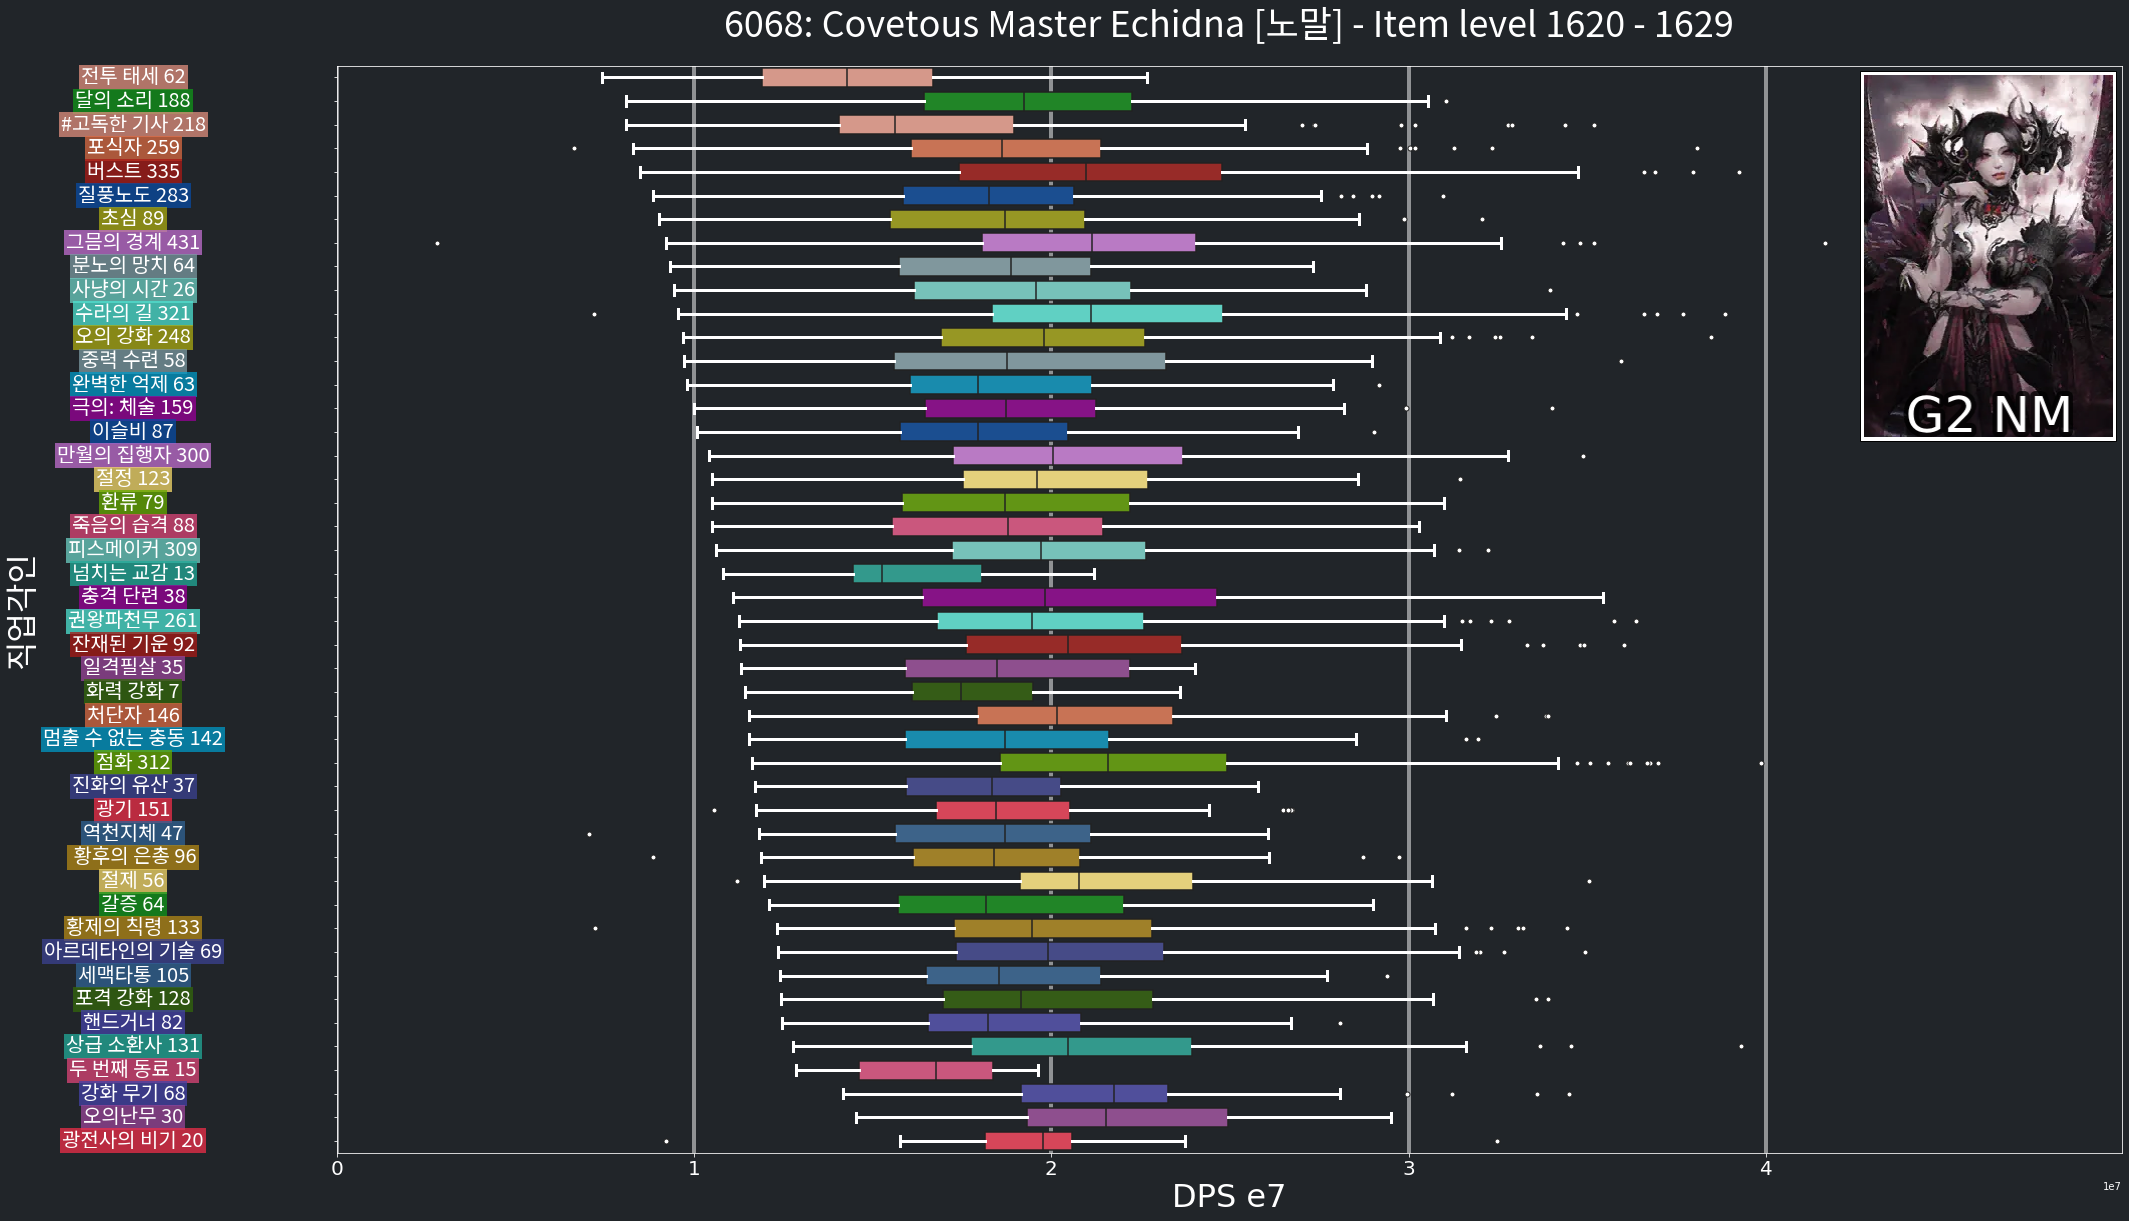 6068: Covetous Master Echidna [노말] - Item level 1620 - 1629
전투 태세 62
달의 소리 188
#고독한 기사 218
포식자 259
버스트 335
질풍노도 283
초심 89
그믐의 경계 431
분노의 망치 64
사냥의 시간 26
수라의 길 321
오의 강화 248
중력 수련 58
완벽한 억제 63
극의: 체술 159
이슬비 87
만월의 집행자 300
절정 123
환류 79
죽음의 습격 88
피스메이커 309
넘치는 교감 13
충격 단련 38
권왕파천무 261
잔재된 기운 92
일격필살 35
화력 강화 7
처단자 146
멈출 수 없는 충동 142
점화 312
진화의 유산 37
광기 151
역천지체 47
황후의 은총 96
절제 56
갈증 64
황제의 칙령 133
아르데타인의 기술 69
세맥타통 105
포격 강화 128
핸드거너 82
상급 소환사 131
두 번째 동료 15
강화 무기 68
오의난무 30
광전사의 비기 20
직업각인
G2 NM
0 1 2 3 4
1e7
DPS e7